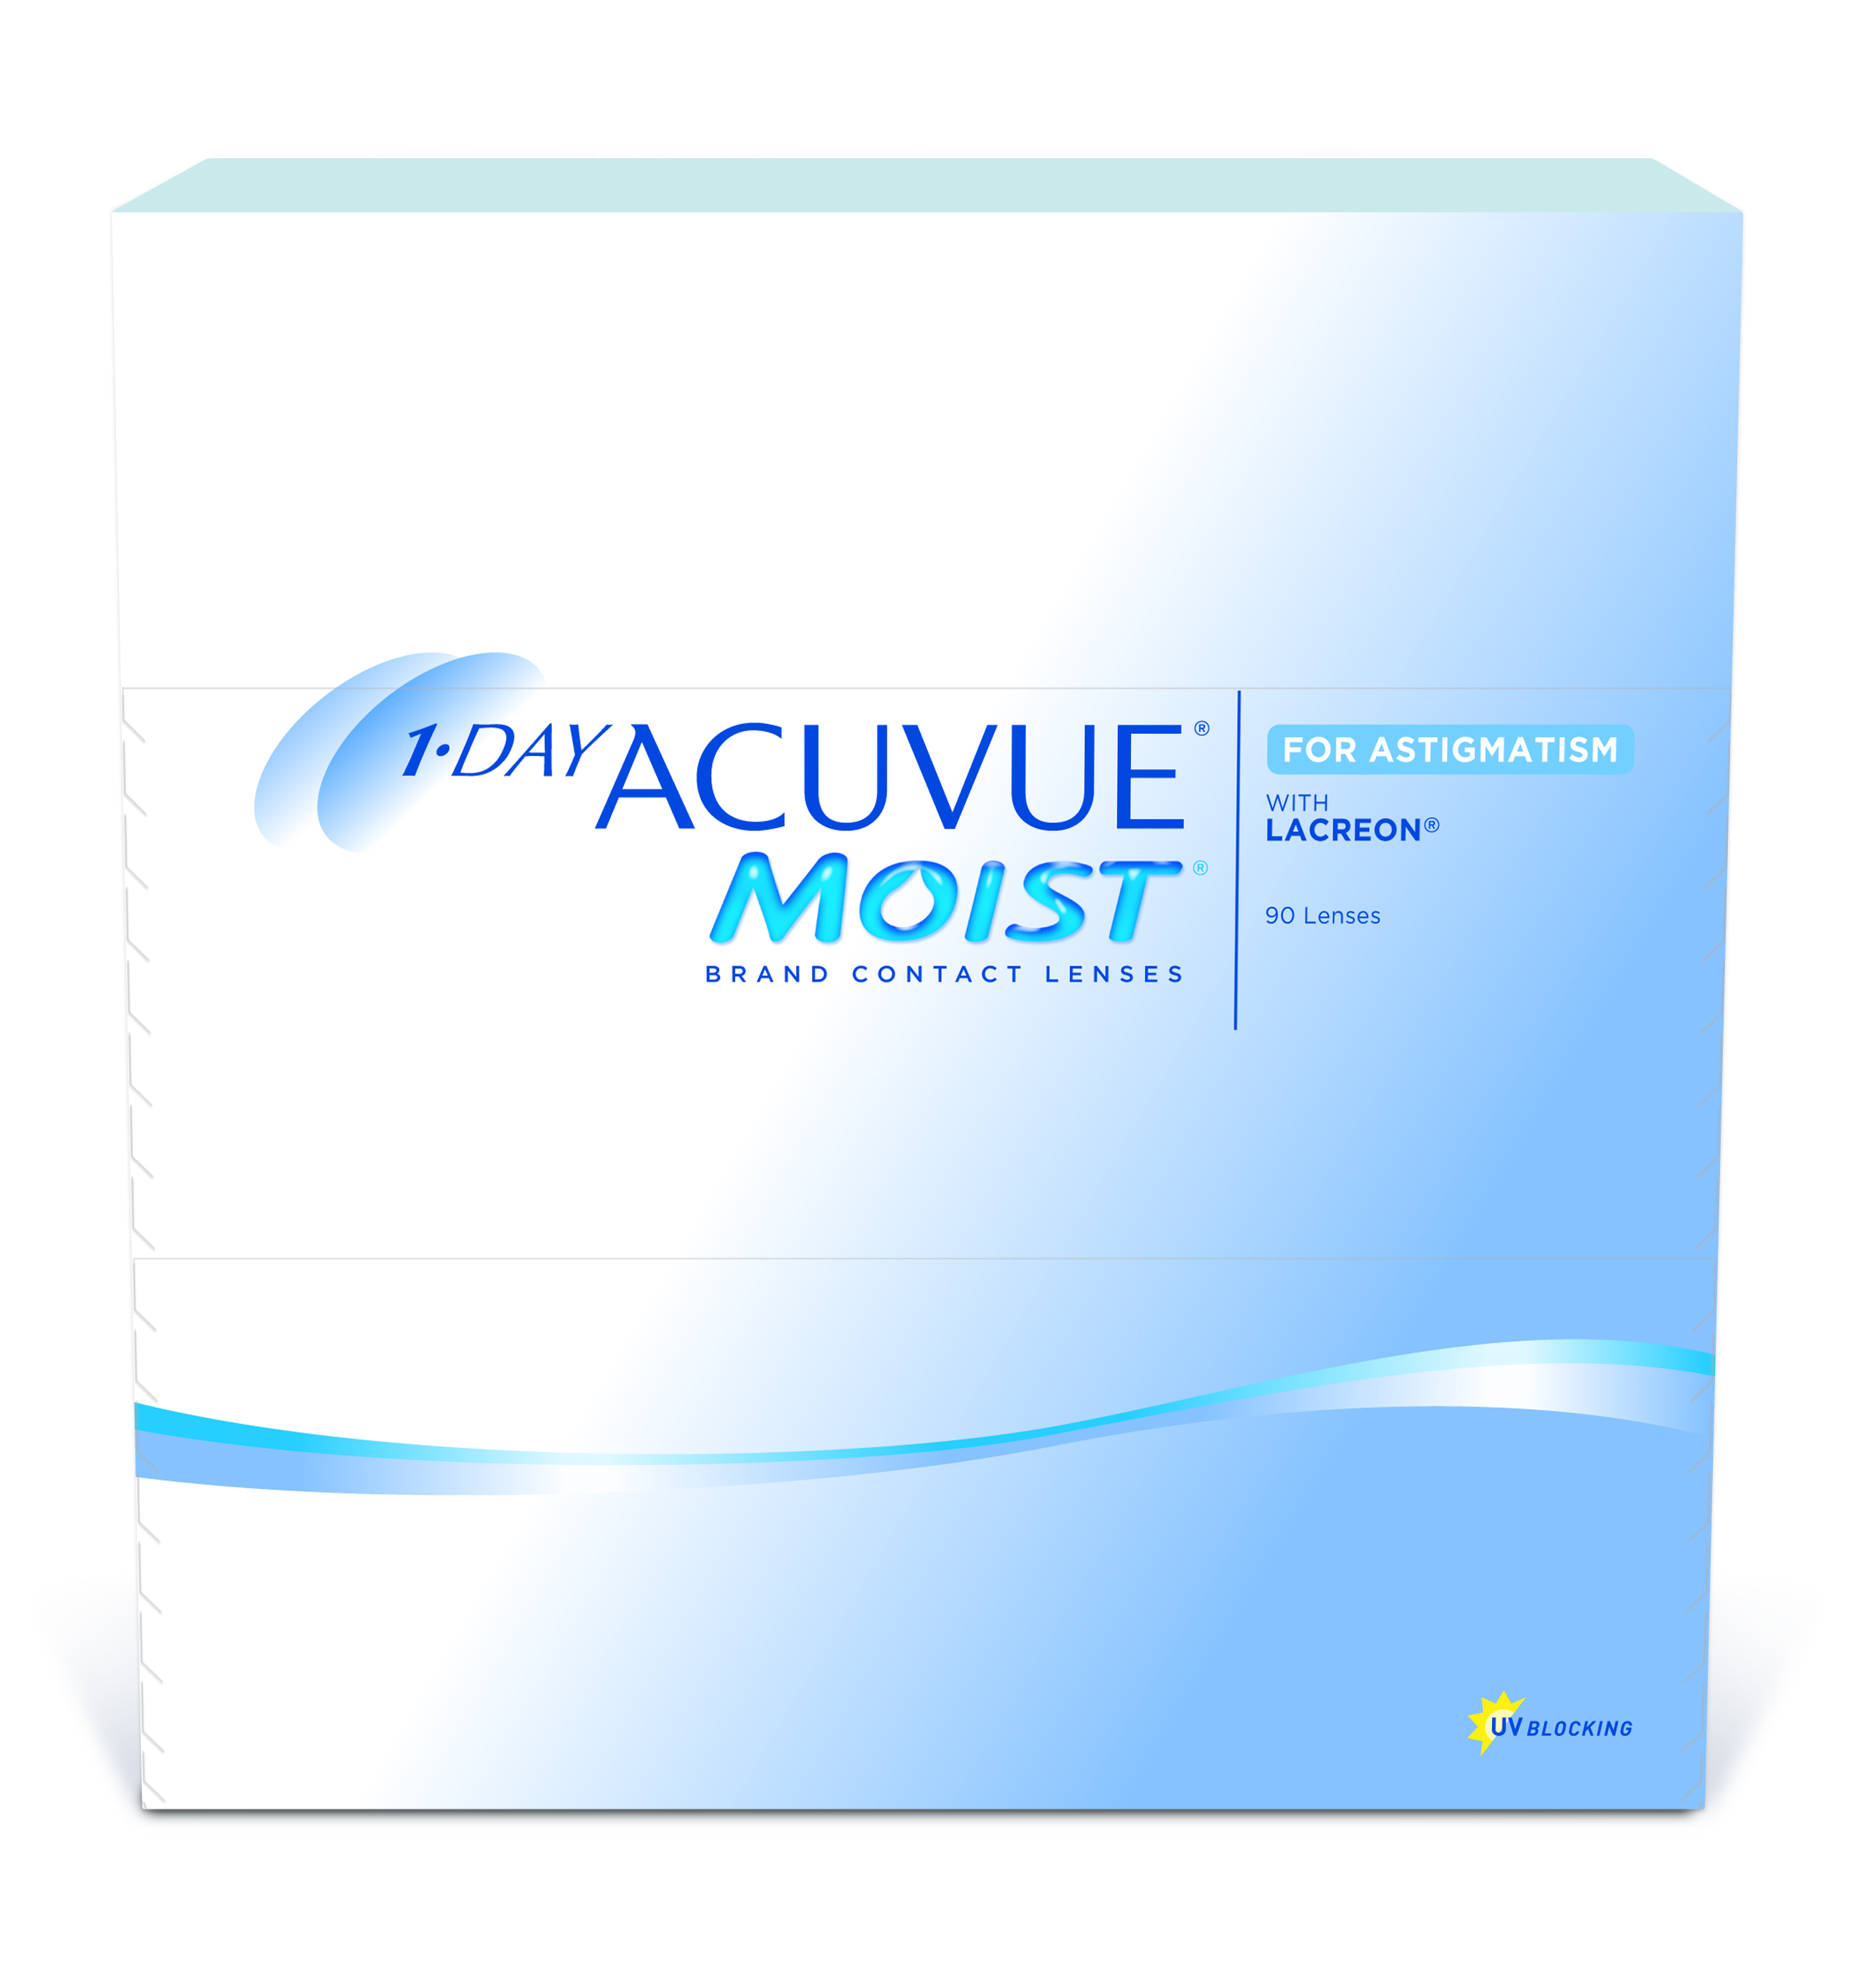 1·DAY ACUVUE®
MOIST®
BRAND CONTACT LENSES
FOR ASTIGMATISM
WITH
LACREON®
90 Lenses
UV BLOCKING